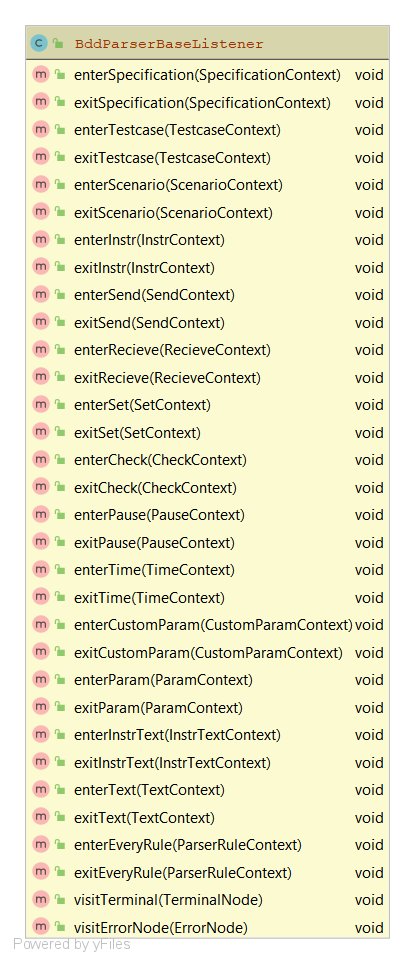 C BddParserBaseListener
m enterSpecification(SpecificationContext) void
m exitSpecification(SpecificationContext) void
m enterTestcase(TestcaseContext) void
m exitTestcase(TestcaseContext) void
m enterScenario(ScenarioContext) void
m exitScenario(ScenarioContext) void
m enterInstr(InstrContext) void
m exitInstr(InstrContext) void
m enterSend(SendContext) void
m exitSend(SendContext) void
m enterRecieve(RecieveContext) void
m exitRecieve(RecieveContext) void
m enterSet(SetContext) void
m exitSet(SetContext) void
m enterCheck(CheckContext) void
m exitCheck(CheckContext) void
m enterPause(PauseContext) void
m exitPause(PauseContext) void
m enterTime(TimeContext) void
m exitTime(TimeContext) void
m enterCustomParam(CustomParamContext) void
m exitCustomParam(CustomParamContext) void
m enterParam(ParamContext) void
m exitParam(ParamContext) void
m enterInstrText(InstrTextContext) void
m exitInstrText(InstrTextContext) void
m enterText(TextContext) void
m exitText(TextContext) void
m enterEveryRule(ParserRuleContext) void
m exitEveryRule(ParserRuleContext) void
m visitTerminal(TerminalNode) void
m visitErrorNode(ErrorNode) void
Powered by yFiles